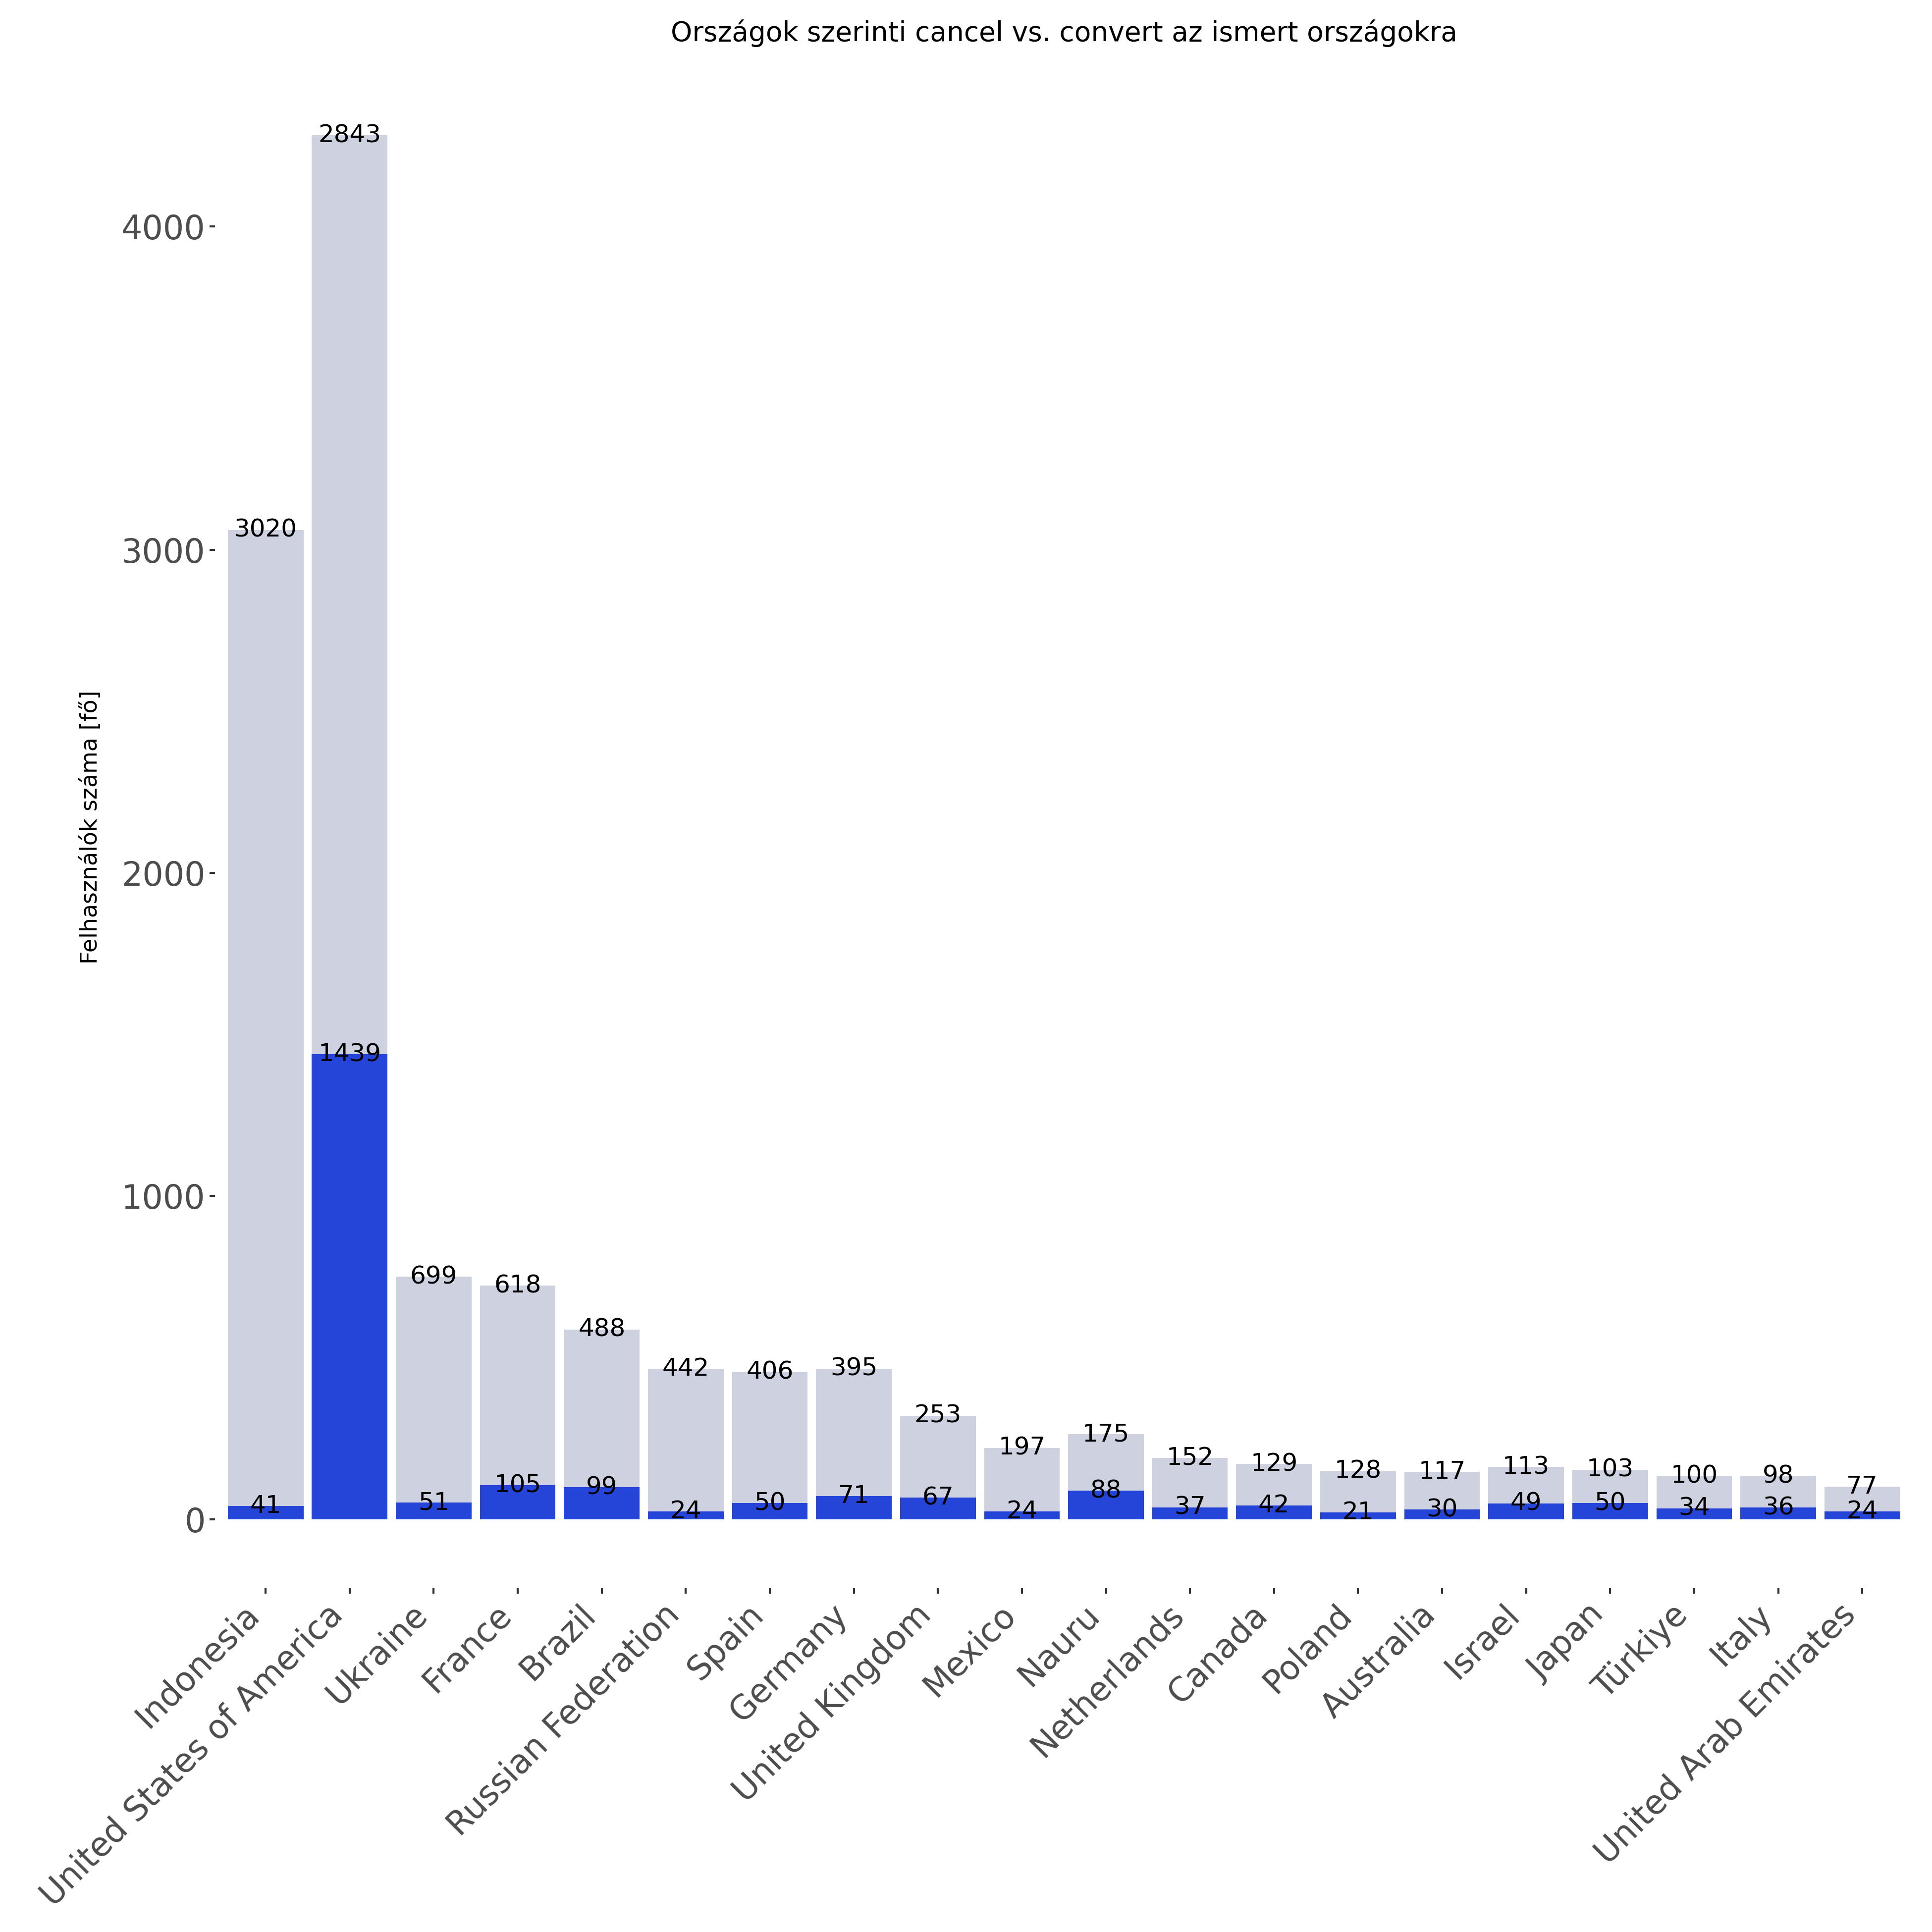 Országok szerinti cancel vs. convert az ismert országokra
Felhasználók száma [fő]
4000
3000
2000
1000
0
3020
2843
699
618
488
442
406
395
253
197
175
152
129
128
117
113
103
100
98
77
41
1439
51
105
99
24
50
71
67
24
88
37
42
21
30
49
50
34
36
24
Indonesia
United States of America
Ukraine
France
Brazil
Russian Federation
Spain
Germany
United Kingdom
Mexico
Nauru
Netherlands
Canada
Poland
Australia
Israel
Japan
Türkiye
Italy
United Arab Emirates